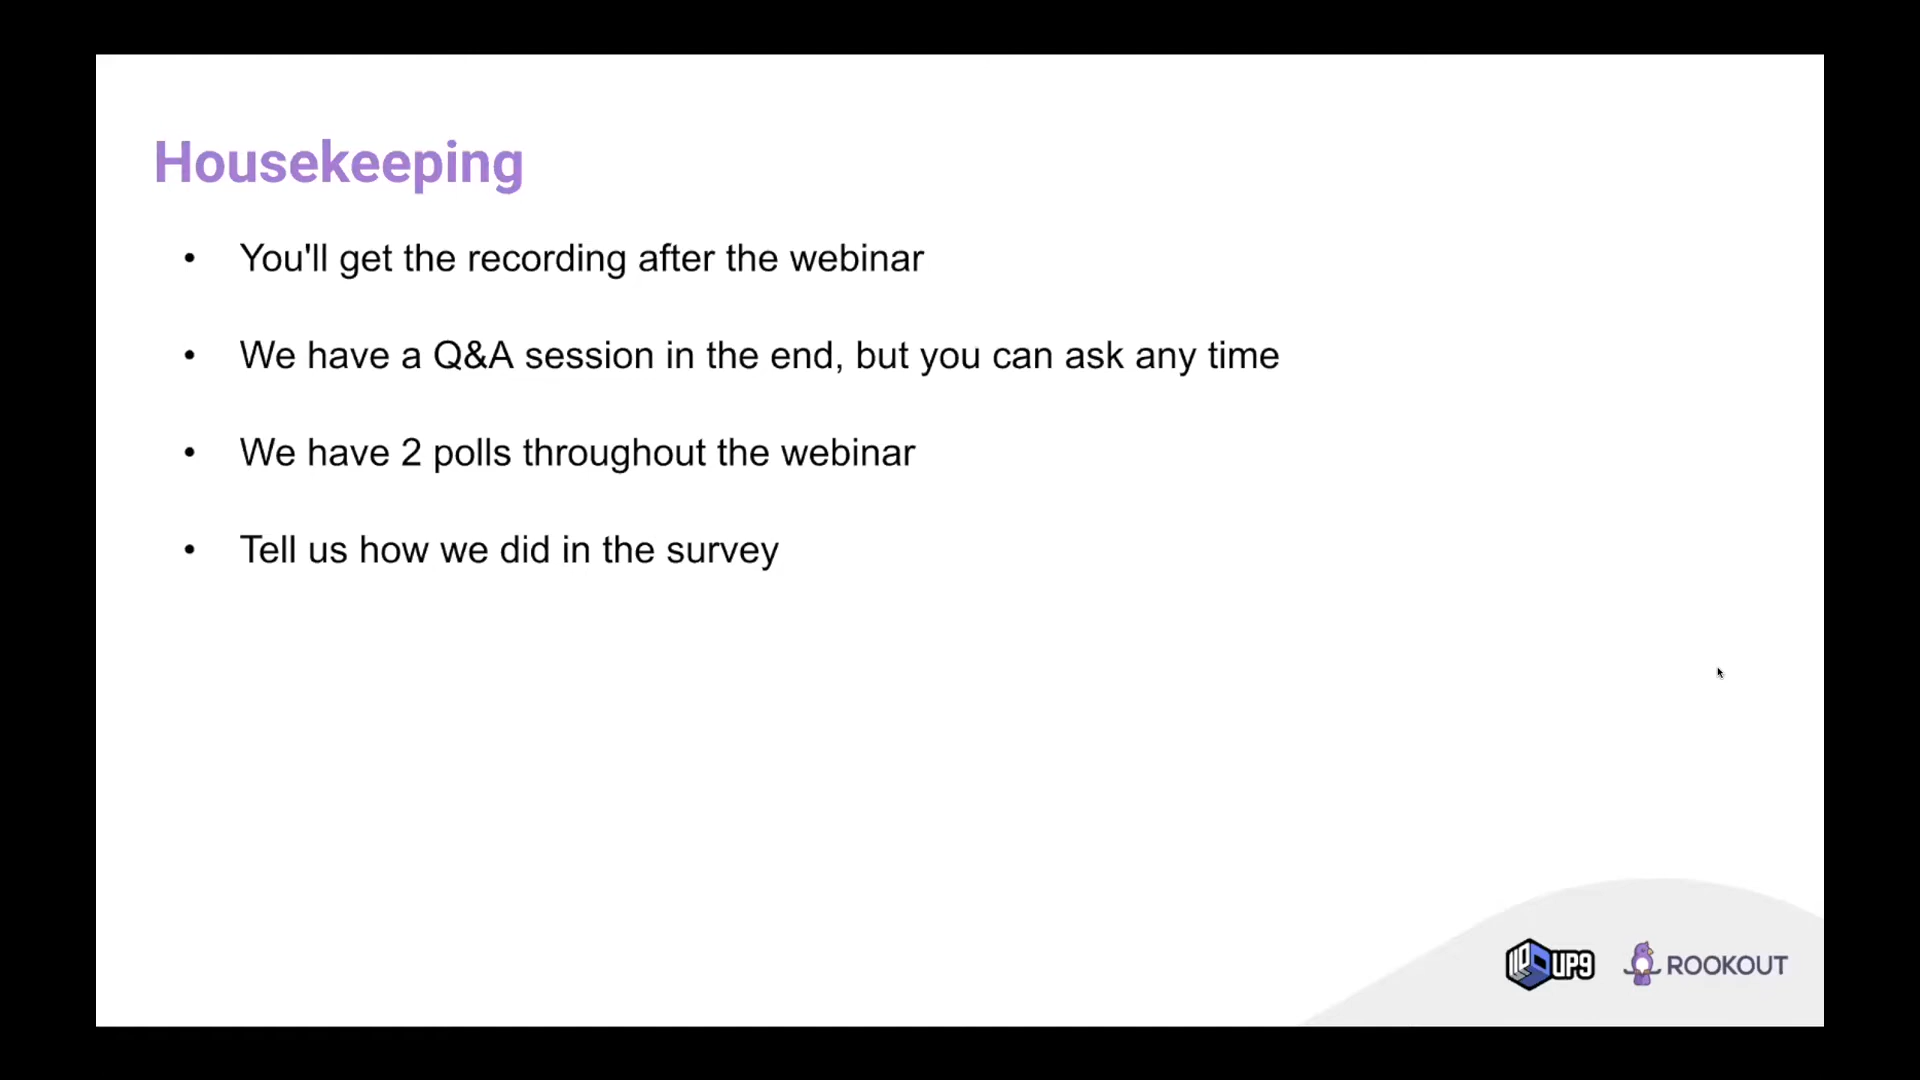 Housekeeping
• You'll get the recording after the webinar
• We have a Q&A session in the end, but you can ask any time
• We have 2 polls throughout the webinar
• Tell us how we did in the survey
UP9 ROOKOUT